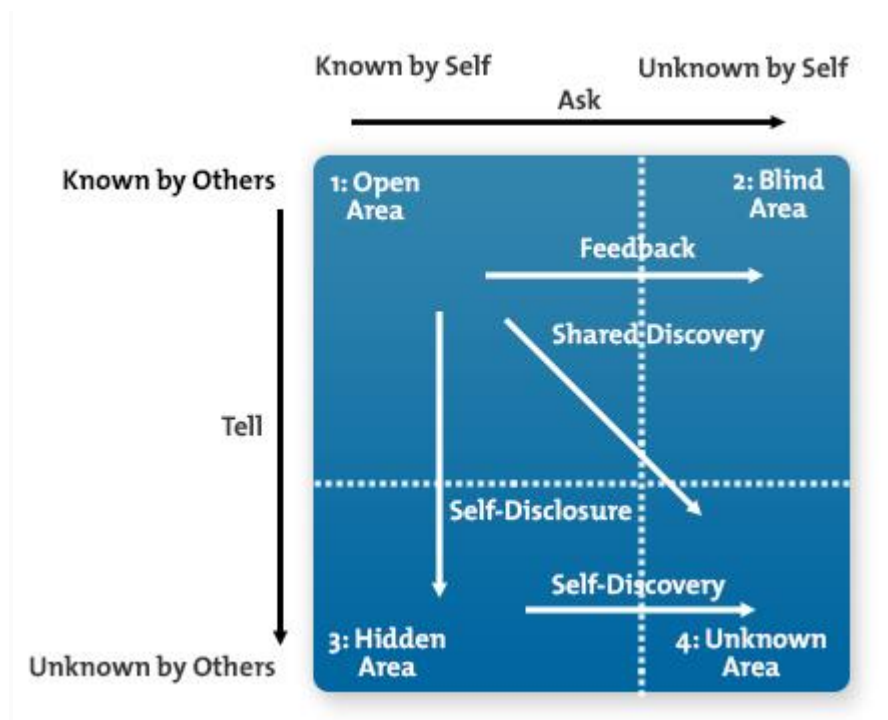 Known by Self
Unknown by Self
Ask
Known by Others
1: Open
Area
2: Blind
Area
Feedback
Shared Discovery
Tell
Self-Disclosure
Self-Discovery
3: Hidden
Area
4: Unknown
Area
Unknown by Others